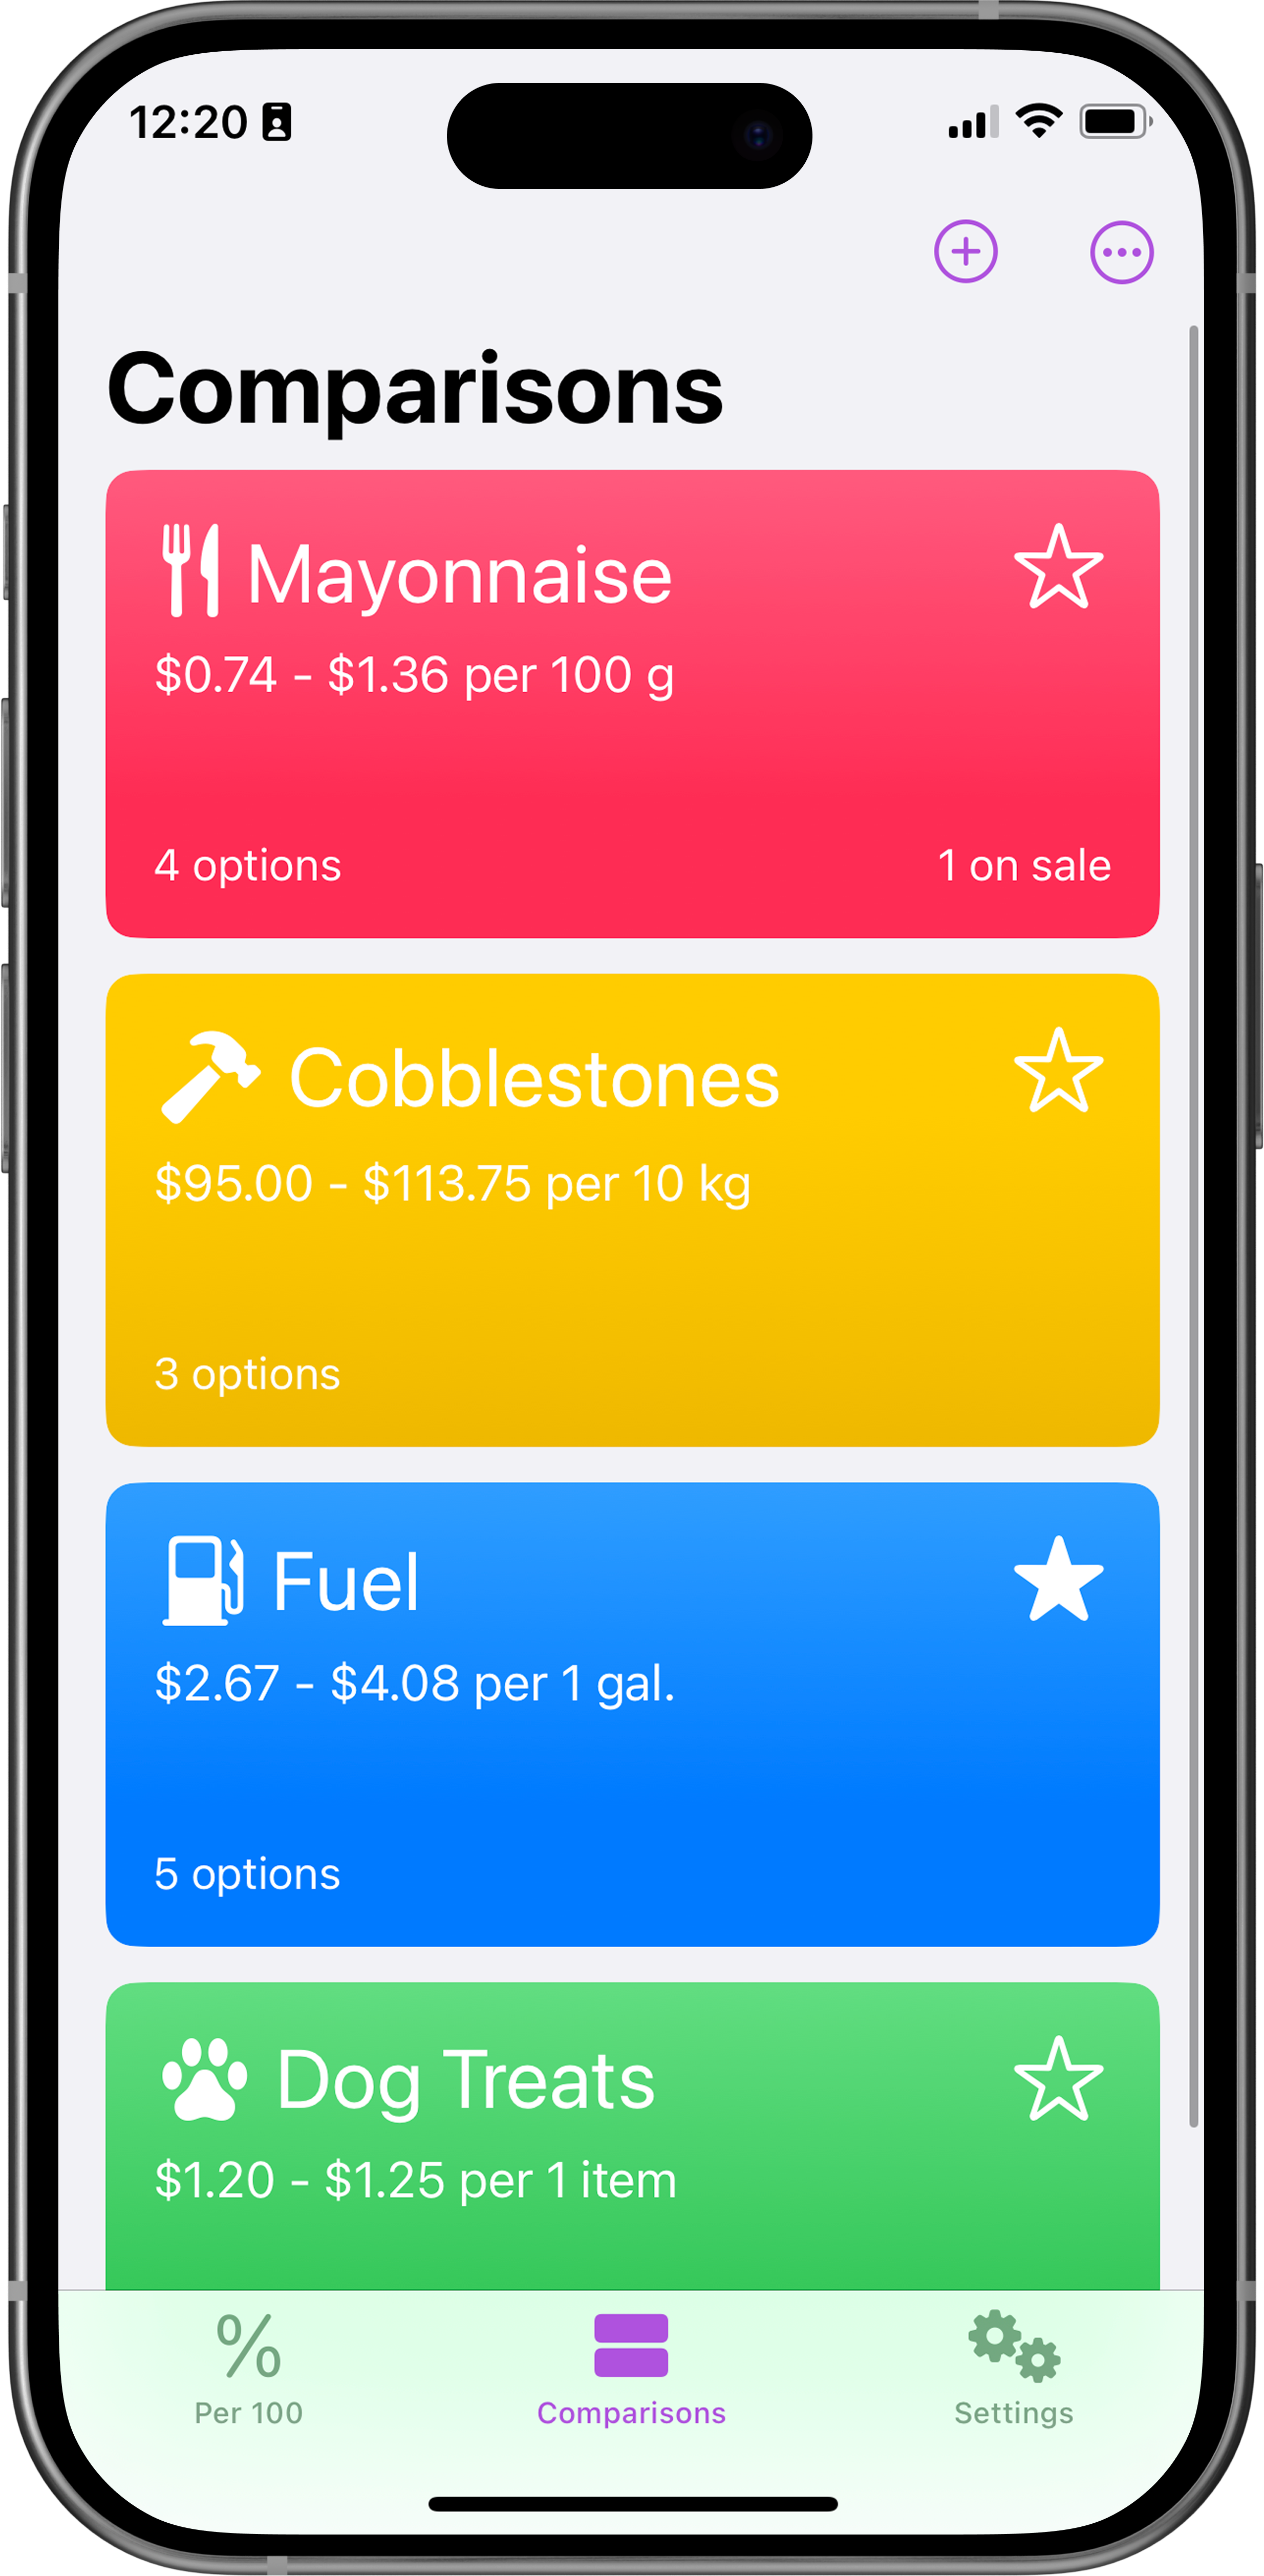 12:20
Comparisons
Mayonnaise
$0.74 - $1.36 per 100 g
4 options
1 on sale
Cobblestones
$95.00 - $113.75 per 10 kg
3 options
Fuel
$2.67 - $4.08 per 1 gal.
5 options
Dog Treats
$1.20 - $1.25 per 1 item
Per 100
Comparisons
Settings